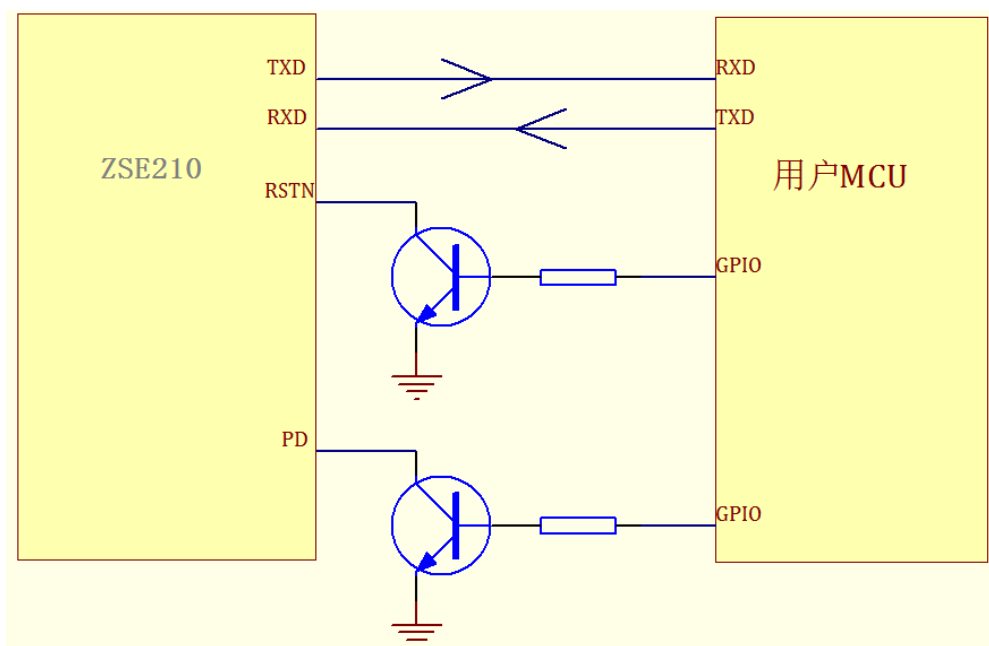 TXD
RXD
RXD
TXD
ZSE210
用户MCU
RSTN
GPIO
PD
GPIO